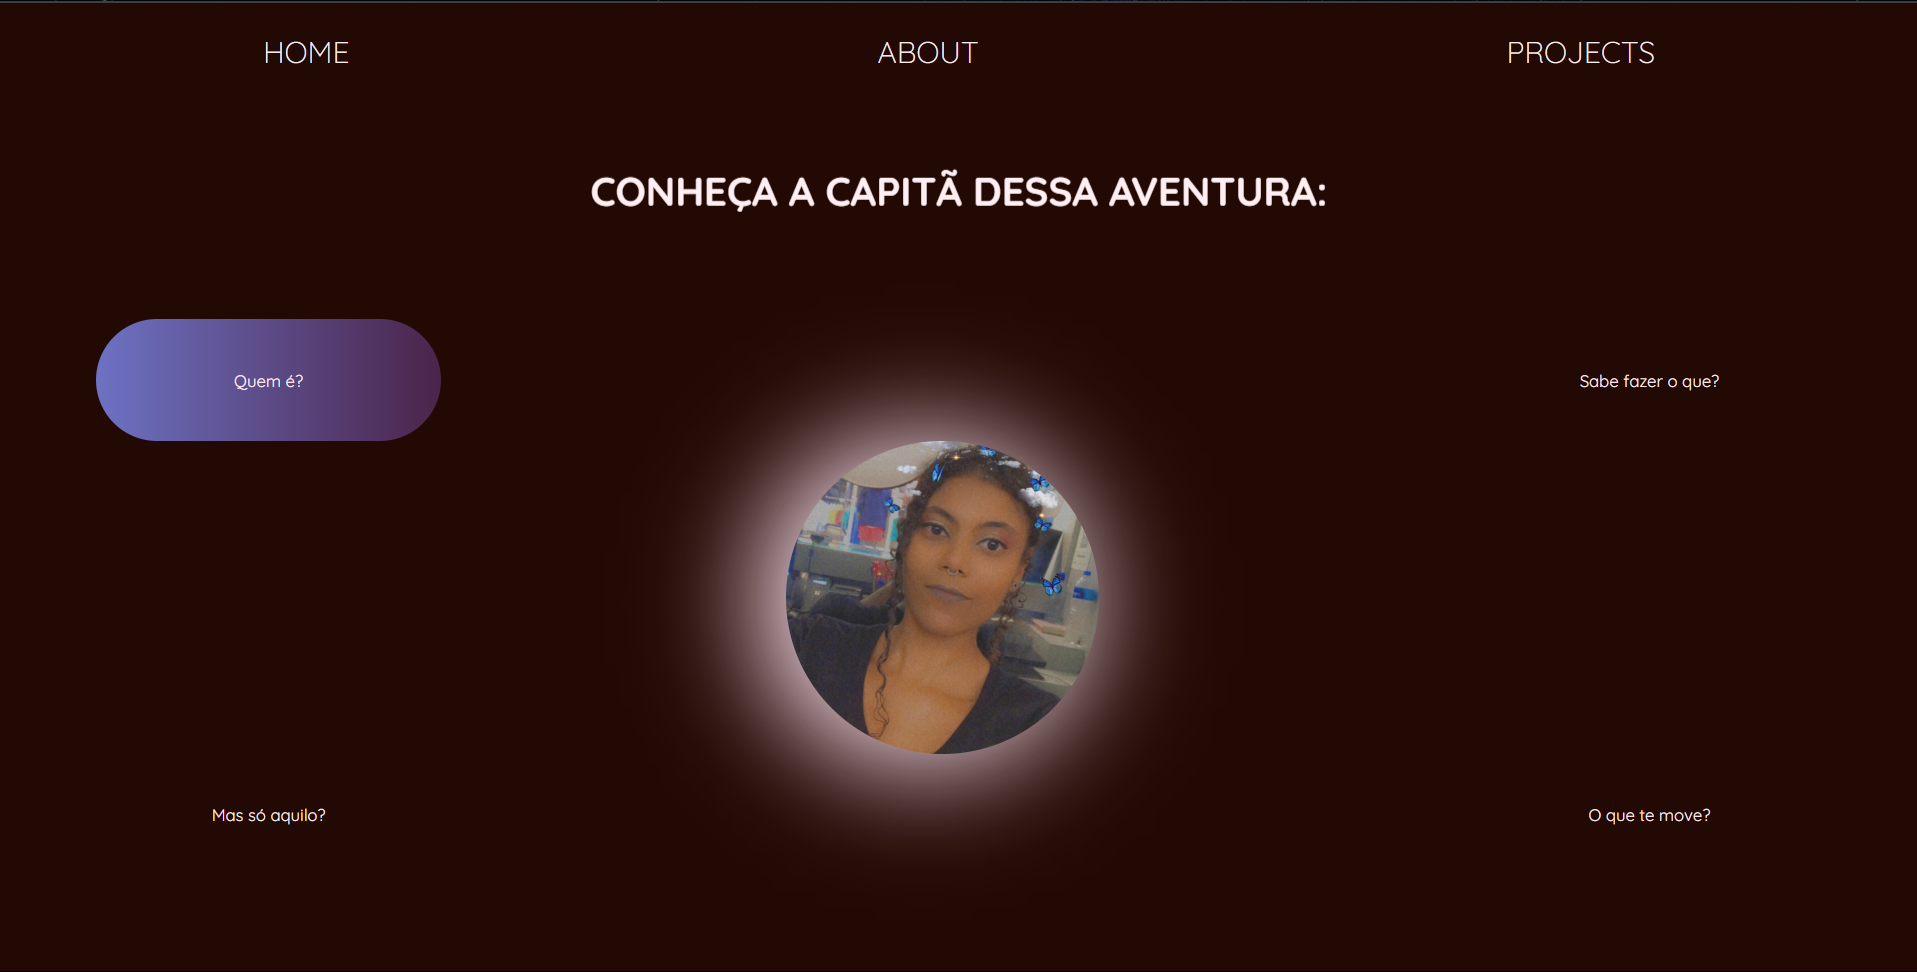 HOME ABOUT PROJECTS
CONHEÇA A CAPITÃ DESSA AVENTURA:
Quem é?
Sabe fazer o que?
Mas só aquilo?
O que te move?